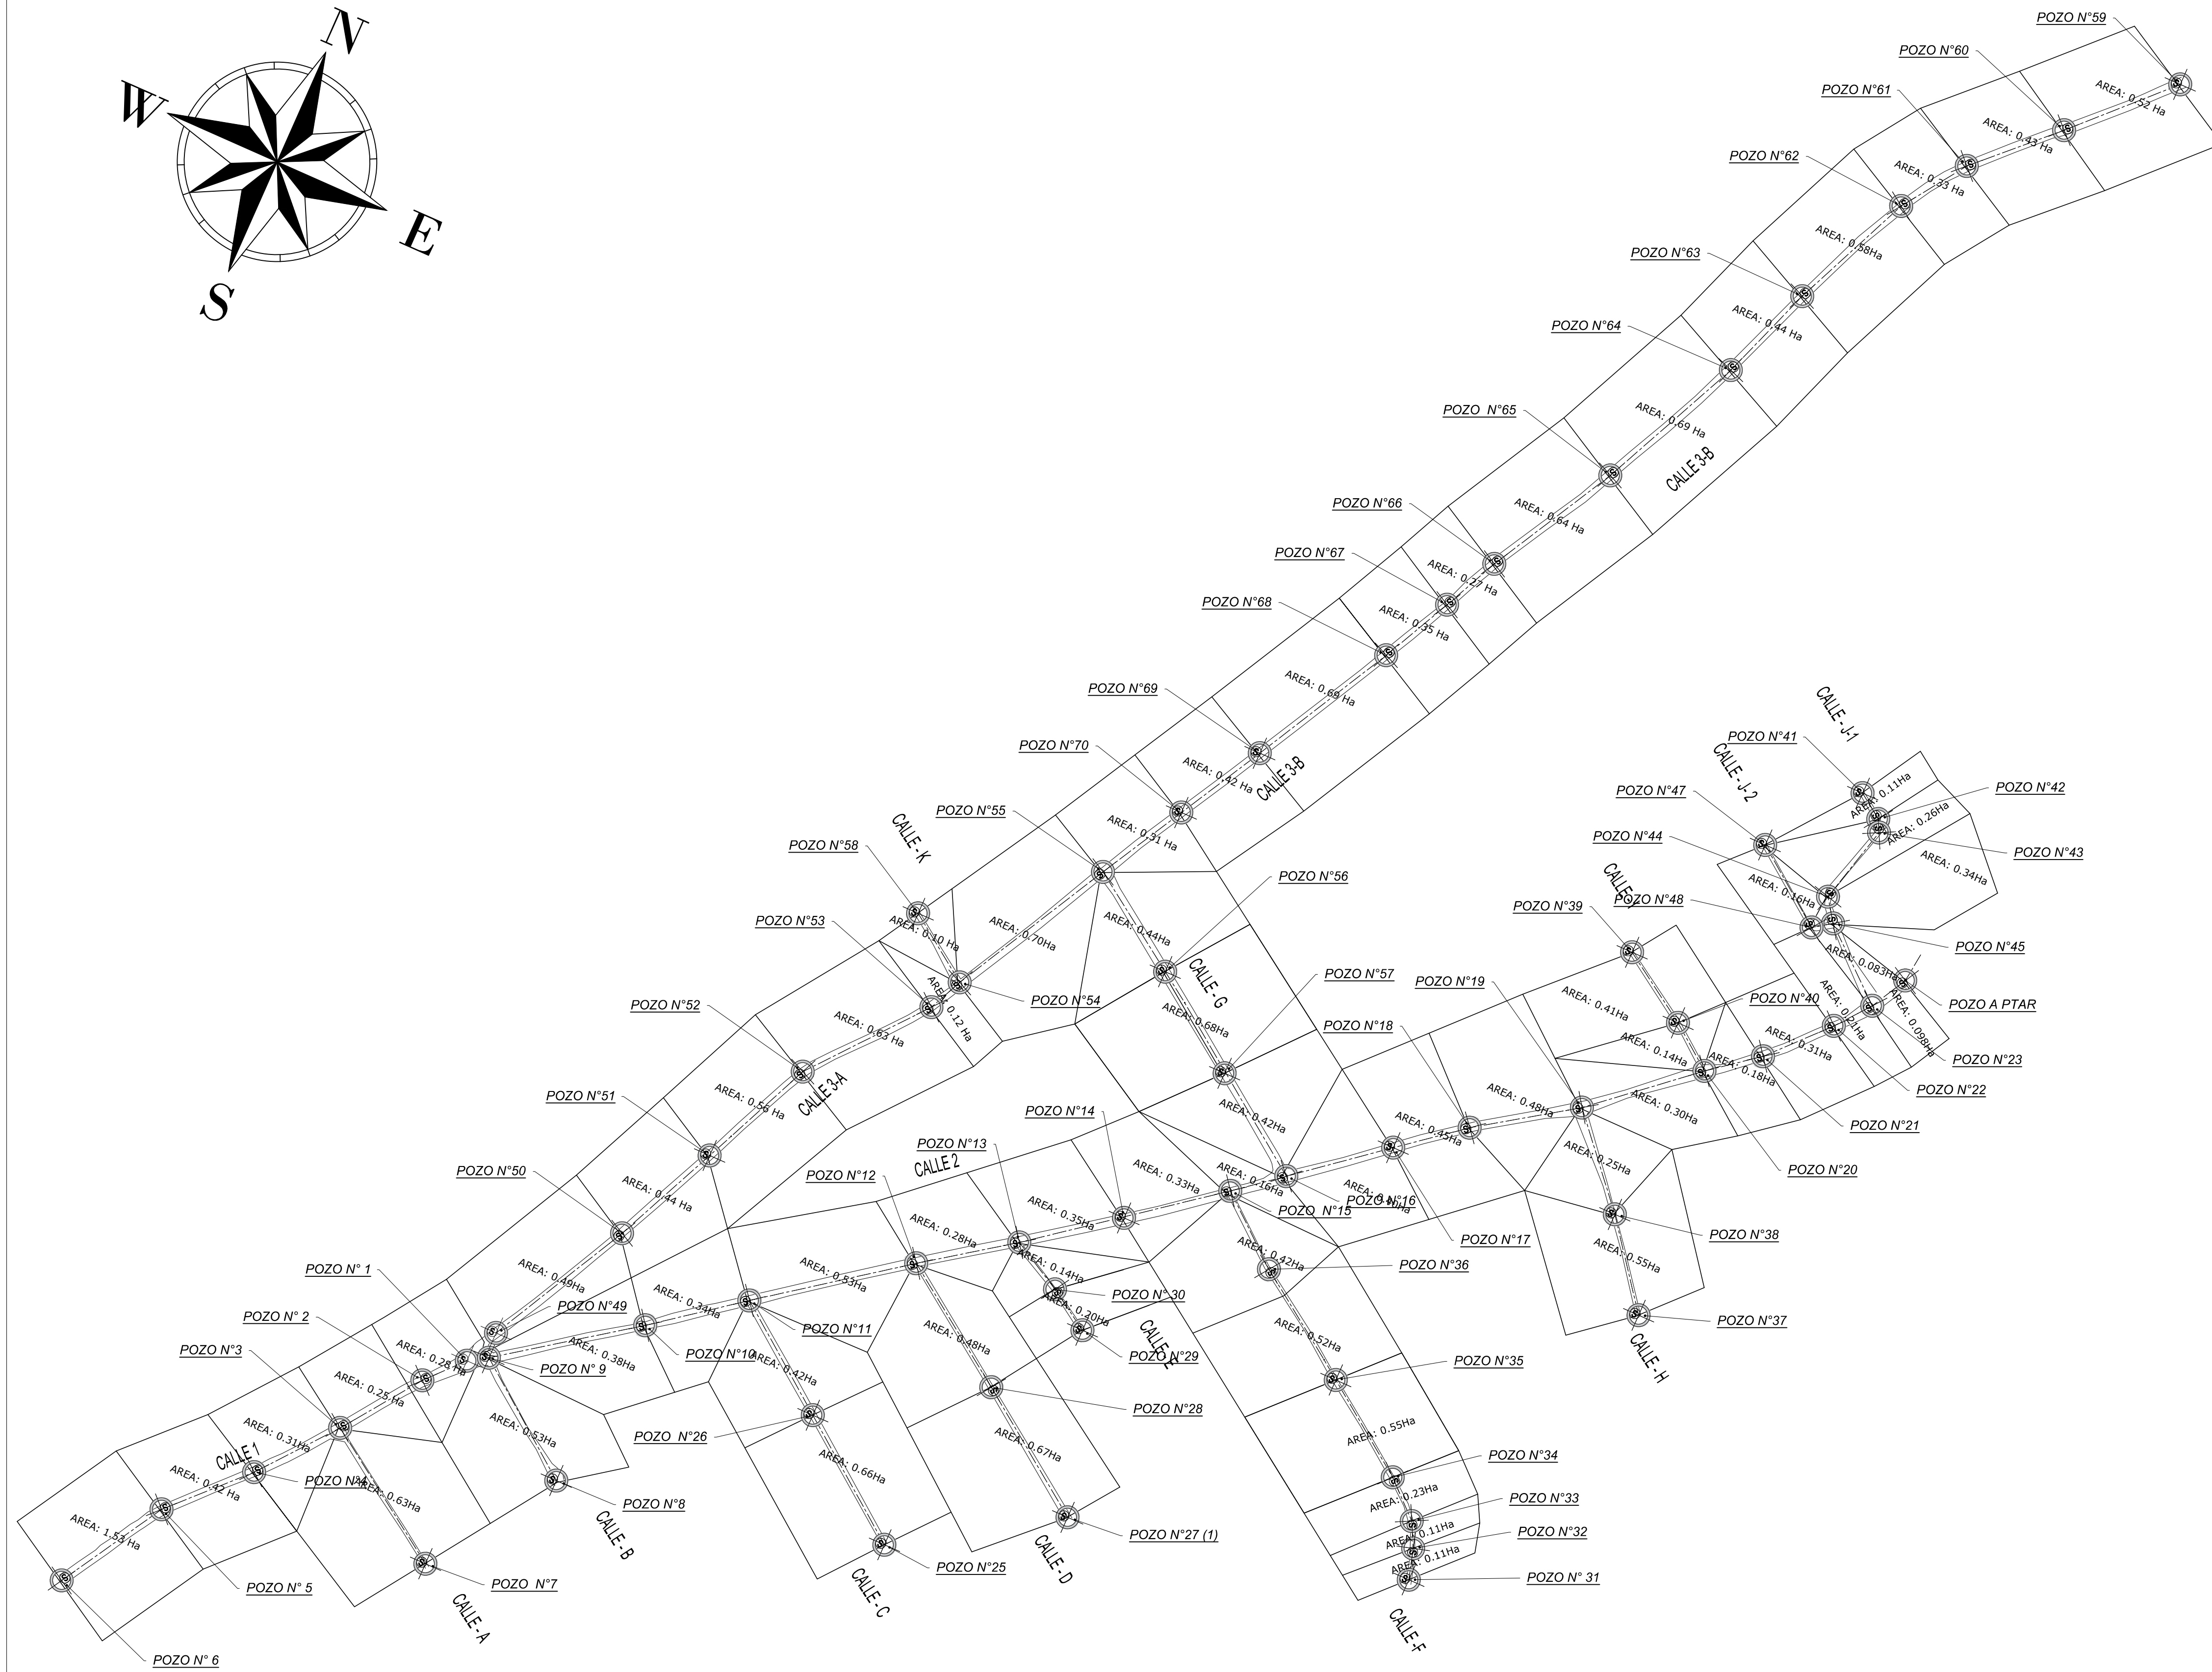 N
W
E
S
POZO N°59
POZO N°60
AREA: 0.52 Ha
POZO N°61
AREA: 0.43 Ha
POZO N°62
AREA: 0.33 Ha
AREA: 0.58Ha
POZO N°63
AREA: 0.44 Ha
POZO N°64
AREA: 0.69 Ha
POZO N°65
CALLE 3-B
AREA: 0.64 Ha
POZO N°66
AREA: 0.27 Ha
POZO N°67
AREA: 0.35 Ha
POZO N°68
AREA: 0.69 Ha
POZO N°69
POZO N°70
CALLE 3-B
AREA: 0.42 Ha
POZO N°55
AREA: 0.31 Ha
CALLE - K
POZO N°58
AREA: 0.10 Ha
AREA: 0.70Ha
AREA: 0.44Ha
POZO N°56
POZO N°53
AREA: 0.12 Ha
POZO N°54
CALLE - G
POZO N°57
AREA: 0.68Ha
POZO N°52
AREA: 0.63 Ha
CALLE 3-A
POZO N°51
AREA: 0.56 Ha
POZO N°50
AREA: 0.44 Ha
AREA: 0.49Ha
CALLE - J-1
CALLE - J-2
POZO N°41
AREA: 0.11Ha
POZO N°42
POZO N°47
AREA: 0.26Ha
POZO N°44
POZO N°43
AREA: 0.34Ha
AREA: 0.16Ha
POZO N°48
POZO N°45
AREA: 0.083Ha
POZO A PTAR
AREA: 0.098Ha
AREA: 0.21Ha
POZO N°39
POZO N°40
AREA: 0.41Ha
AREA: 0.14Ha
AREA: 0.18Ha
AREA: 0.31Ha
POZO N°23
POZO N°22
POZO N°21
POZO N°20
POZO N°19
AREA: 0.30Ha
POZO N°18
AREA: 0.48Ha
AREA: 0.45Ha
AREA: 0.25Ha
POZO N°38
AREA: 0.55Ha
POZO N°37
CALLE - H
POZO N°17
POZO N°16
POZO N°15
AREA: 0.42Ha
AREA: 0.16Ha
AREA: 0.33Ha
POZO N°14
POZO N°13
CALLE 2
POZO N°12
AREA: 0.35Ha
AREA: 0.28Ha
AREA: 0.14Ha
POZO N°30
AREA: 0.20Ha
POZO N°29
AREA: 0.53Ha
AREA: 0.34Ha
POZO N°11
POZO N°10
AREA: 0.38Ha
POZO N°49
POZO N° 9
POZO N° 1
POZO N° 2
POZO N°3
AREA: 0.28 Ha
AREA: 0.25 Ha
AREA: 0.31Ha
CALLE 1
POZO N°4
AREA: 0.42 Ha
AREA: 1.53 Ha
POZO N° 5
POZO N° 6
AREA: 0.63Ha
POZO N°7
CALLE - A
AREA: 0.53Ha
POZO N°8
CALLE - B
AREA: 0.42Ha
POZO N°26
AREA: 0.66Ha
POZO N°25
CALLE - C
AREA: 0.48Ha
POZO N°28
AREA: 0.67Ha
POZO N°27 (1)
CALLE - D
AREA: 0.42Ha
POZO N°36
AREA: 0.52Ha
POZO N°35
AREA: 0.55Ha
POZO N°34
AREA: 0.23Ha
POZO N°33
AREA: 0.11Ha
POZO N°32
AREA: 0.11Ha
POZO N° 31
CALLE -F